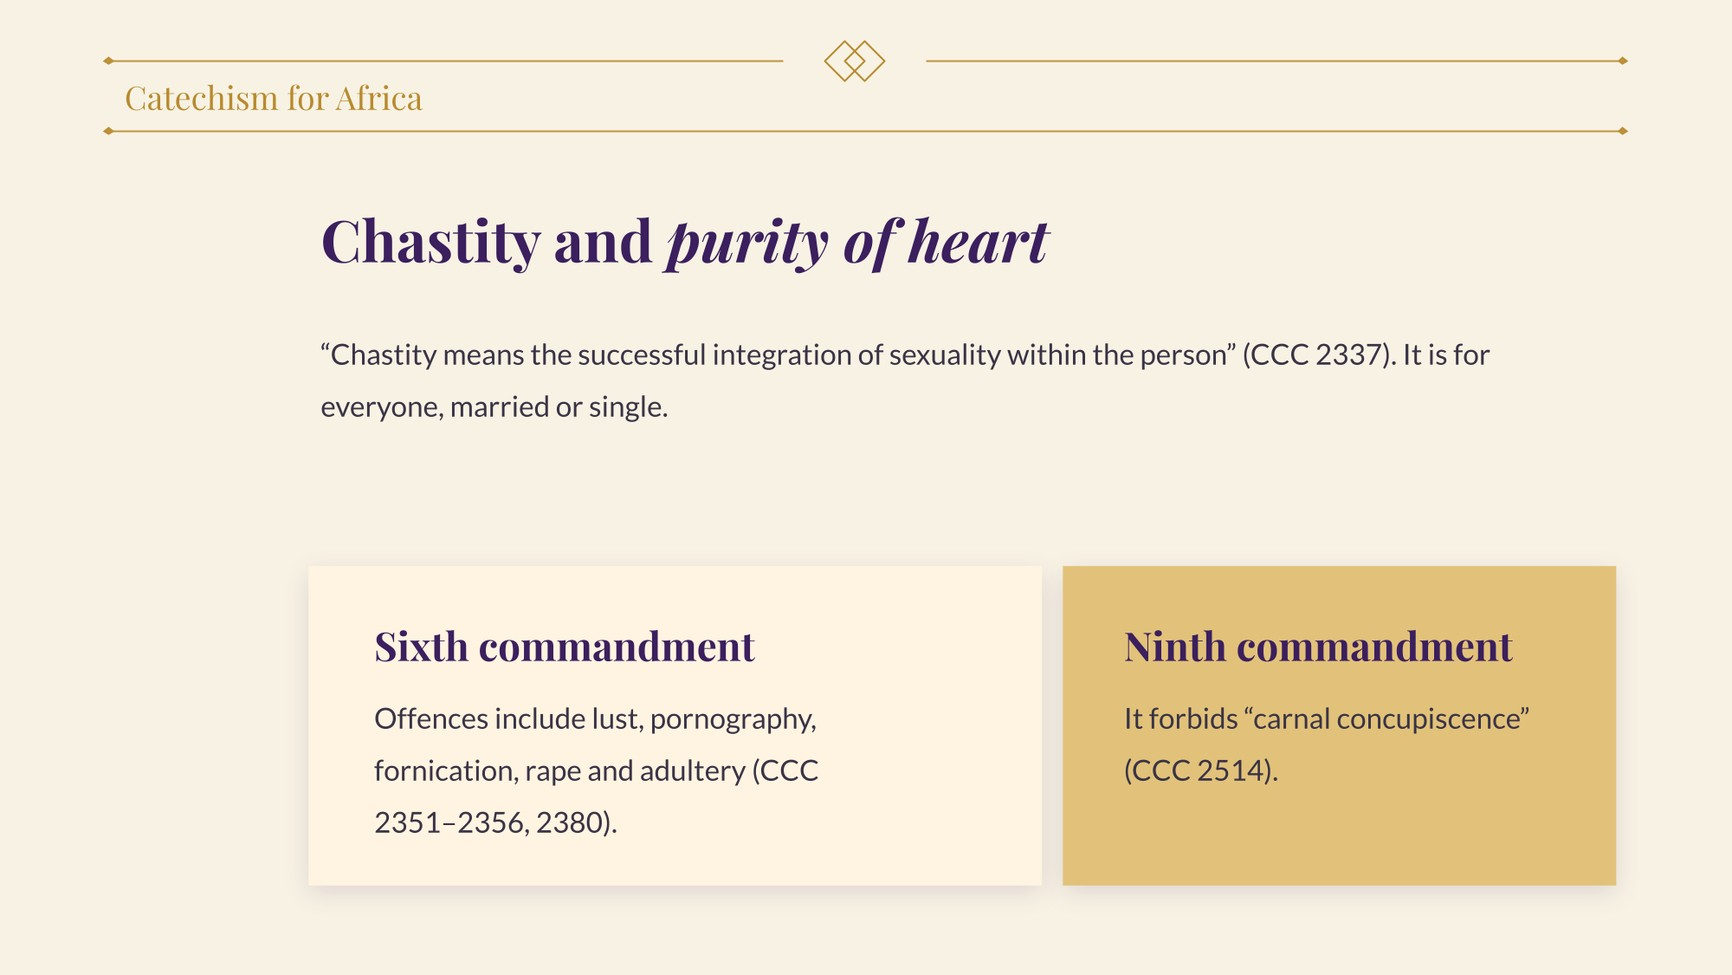 Catechism for Africa
Chastity and purity of heart
“Chastity means the successful integration of sexuality within the person” (CCC 2337). It is for
everyone, married or single.
Sixth commandment
Offences include lust, pornography,
fornication, rape and adultery (CCC
2351–2356, 2380).
Ninth commandment
It forbids “carnal concupiscence”
(CCC 2514).